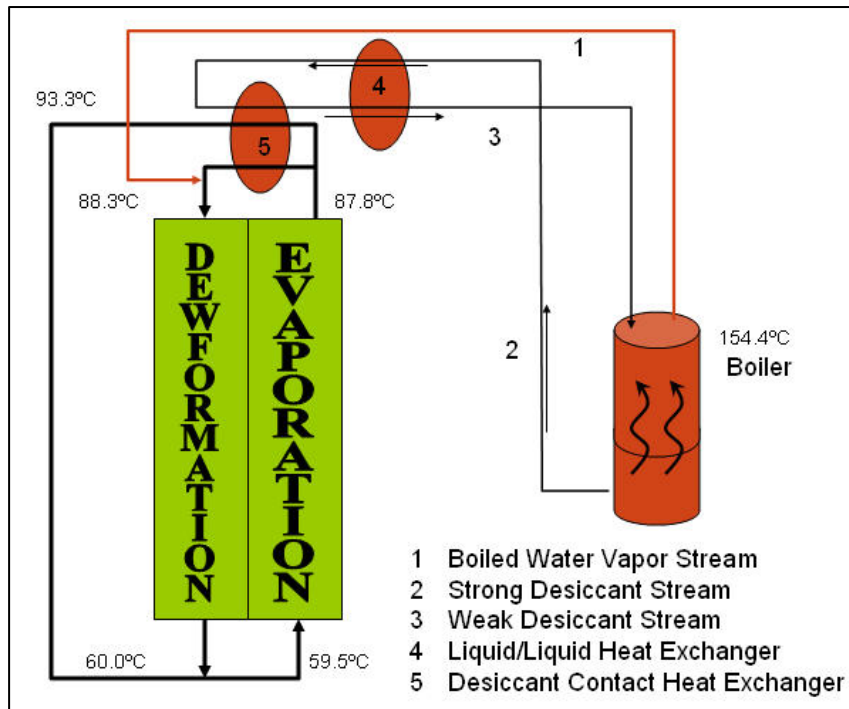 1
4
93.3ºC
5
3
88.3ºC
87.8ºC
DEWFORMATION
EVAPORATION
2
154.4ºC
Boiler
60.0ºC
59.5ºC
1 Boiled Water Vapor Stream
2 Strong Desiccant Stream
3 Weak Desiccant Stream
4 Liquid/Liquid Heat Exchanger
5 Desiccant Contact Heat Exchanger